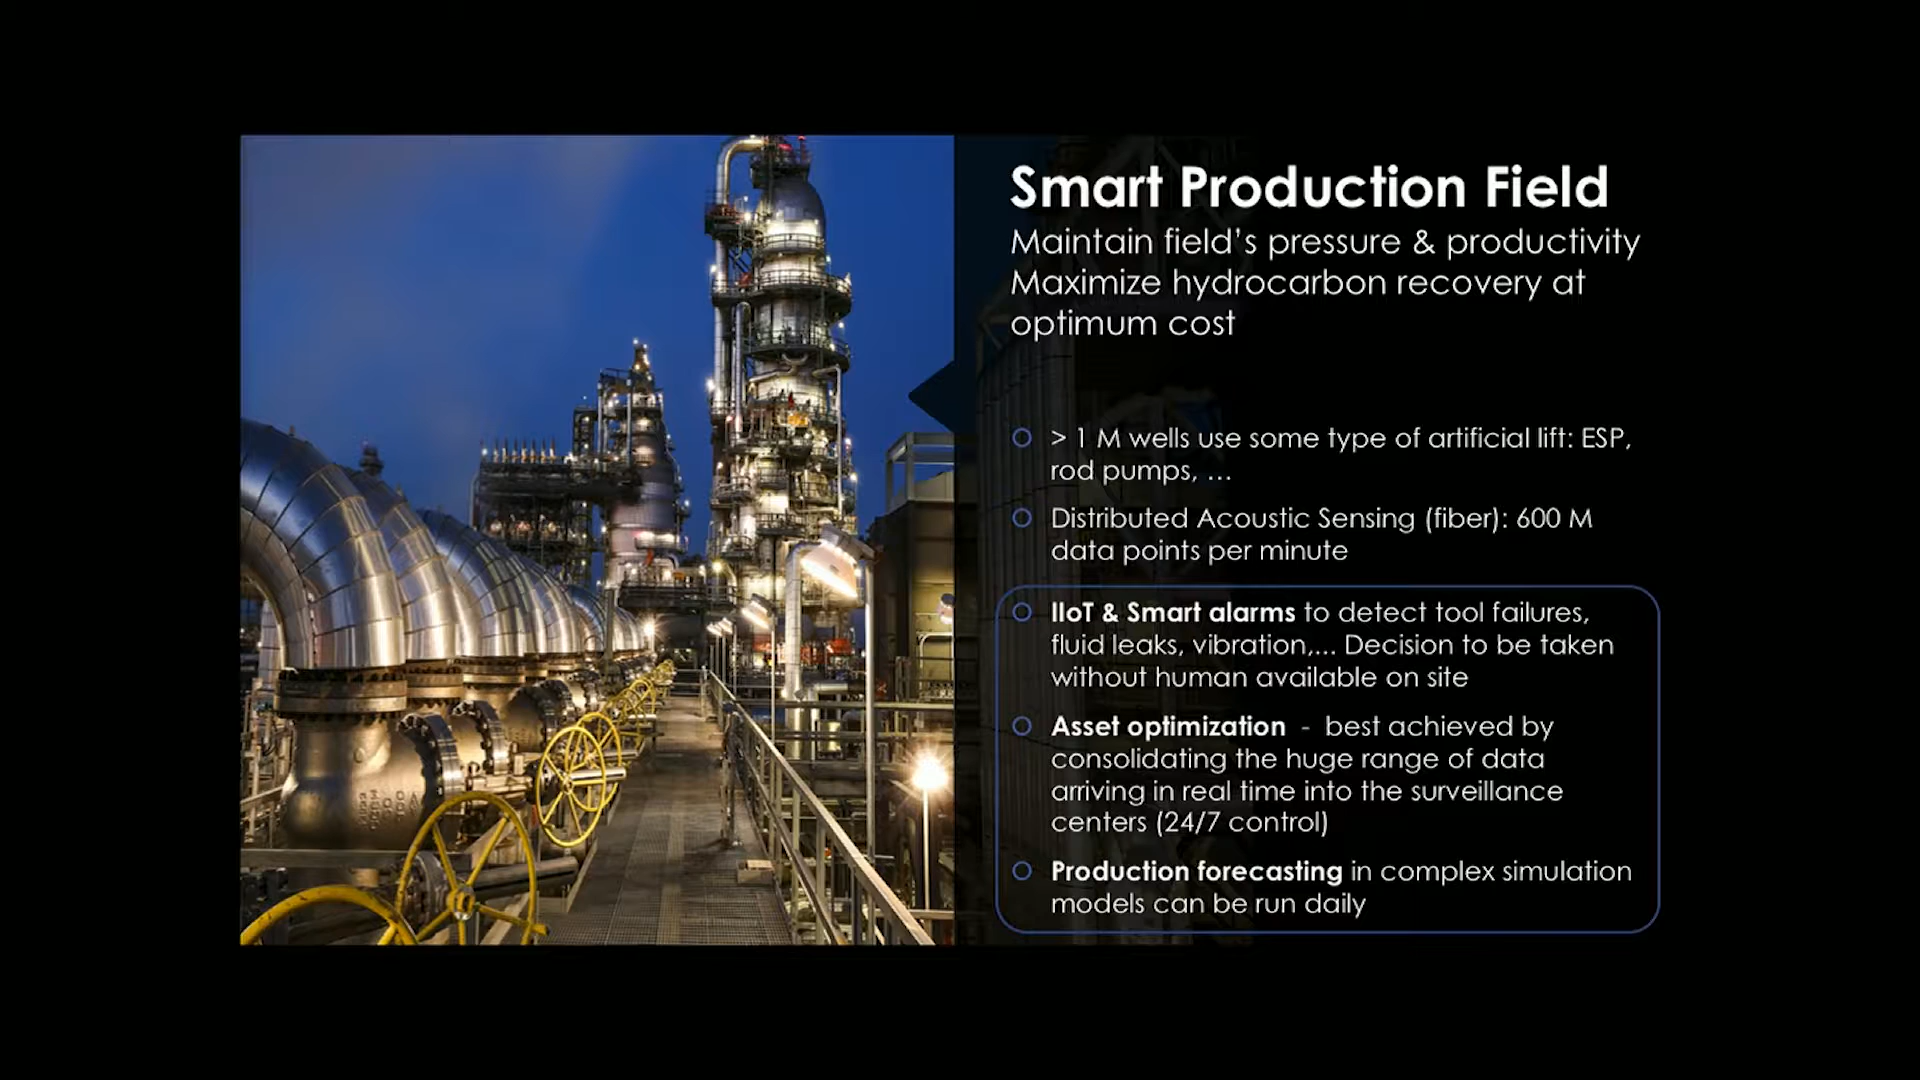 Smart Production Field
Maintain field’s pressure & productivity
Maximize hydrocarbon recovery at
optimum cost
> 1 M wells use some type of artificial lift: ESP,
rod pumps, …
Distributed Acoustic Sensing (fiber): 600 M
data points per minute
IIoT & Smart alarms to detect tool failures,
fluid leaks, vibration,... Decision to be taken
without human available on site
Asset optimization - best achieved by
consolidating the huge range of data
arriving in real time into the surveillance
centers (24/7 control)
Production forecasting in complex simulation
models can be run daily